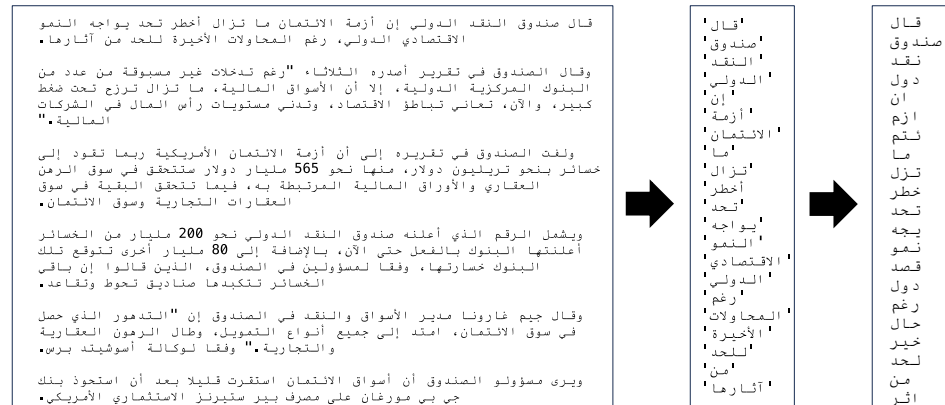 قال صندوق النقد الدولي إن أزمة الائتمان ما تزال أخطر تحد يواجه النمو
الاقتصادي الدولي، رغم المحاولات الأخيرة للحد من آثارها.
وقال الصندوق في تقرير أصدره الثلاثاء "رغم تدخلات غير مسبوقة من عدد من
البنوك المركزية الدولية، إلا أن الأسواق المالية، ما تزال ترزح تحت ضغط
كبير، والآن، تعاني تباطؤ الاقتصاد، وتدني مستويات رأس المال في الشركات
المالية."
ولفت الصندوق في تقريره إلى أن أزمة الائتمان الأمريكية ربما تقود إلى
خسائر بنحو تريليون دولار، منها نحو 565 مليار دولار ستتحقق في سوق الرهن
العقاري والأوراق المالية المرتبطة به، فيما تتحقق البقية في سوق
العقارات التجارية وسوق الائتمان.
ويشمل الرقم الذي أعلنه صندوق النقد الدولي نحو 200 مليار من الخسائر
أعلنتها البنوك بالفعل حتى الآن، بالإضافة إلى 80 مليار أخرى تتوقع تلك
البنوك خسارتها، وفقا لمسؤولين في الصندوق، الذين قالوا إن باقي
الخسائر تتكبدها صناديق تحوط وتقاعد.
وقال جيم غارونا مدير الأسواق والنقد في الصندوق إن "التدهور الذي حصل
في سوق الائتمان، امتد إلى جميع أنواع التمويل، وطال الرهون العقارية
والتجارية." وفقا لوكالة أسوشيتد برس.
ويرى مسؤولو الصندوق أن أسواق الائتمان استقرت قليلا بعد أن استحوذ بنك
جي بي مورغان على مصرف بير ستيرنز الاستثماري الأمريكي.
'قال'
'صندوق'
'النقد'
'الدولي'
'إن'
'أزمة'
'الائتمان'
'ما'
'تزال'
'أخطر'
'تحد'
'يواجه'
'النمو'
'الاقتصادي'
'الدولي'
'رغم'
'المحاولات'
'الأخيرة'
'للحد'
'من'
'آثارها'
قال
صندوق
نقد
دول
ان
ازم
ئتم
ما
تزل
خطر
تحد
يجه
نمو
قصد
دول
رغم
حال
خير
لحد
من
اثر